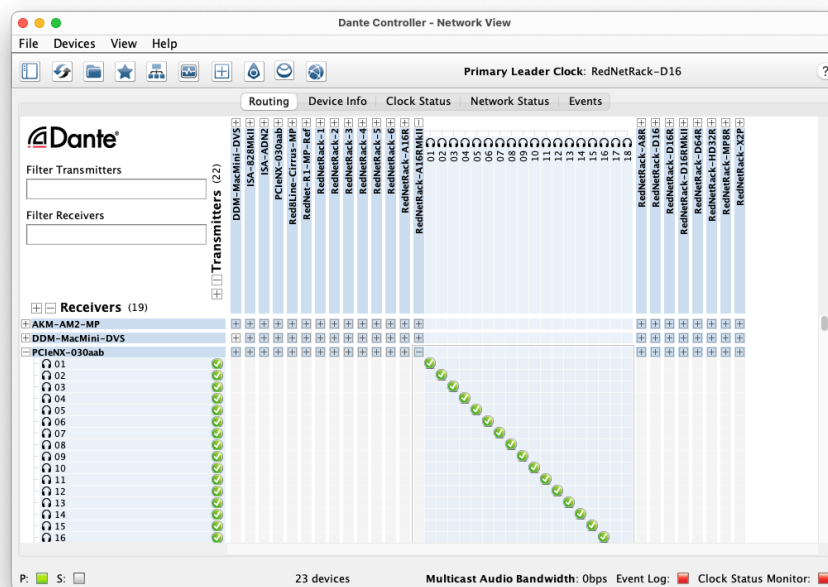 Dante Controller - Network View
File Devices View Help
Primary Leader Clock: RedNetRack-D16
?
Routing Device Info Clock Status Network Status Events
Dante®
Filter Transmitters
Filter Receivers
Transmitters (22)
DDM-MacMini-DVS
ISA-828MkII
ISA-ADN2
PCIeNX-030aab
Red8Line-Cirrus-MP
RedNet-R1-MP-Ref
RedNetRack-1
RedNetRack-2
RedNetRack-3
RedNetRack-4
RedNetRack-5
RedNetRack-6
RedNetRack-A16R
RedNetRack-A16RMkII
01
02
03
04
05
06
07
08
09
10
11
12
13
14
15
16
17
18
RedNetRack-A8R
RedNetRack-D16
RedNetRack-D16R
RedNetRack-D16RMkII
RedNetRack-D64R
RedNetRack-HD32R
RedNetRack-MP8R
RedNetRack-X2P
Receivers (19)
AKM-AM2-MP
DDM-MacMini-DVS
PCIeNX-030aab
01
02
03
04
05
06
07
08
09
10
11
12
13
14
15
16
P: S: 23 devices Multicast Audio Bandwidth: 0bps Event Log: Clock Status Monitor: